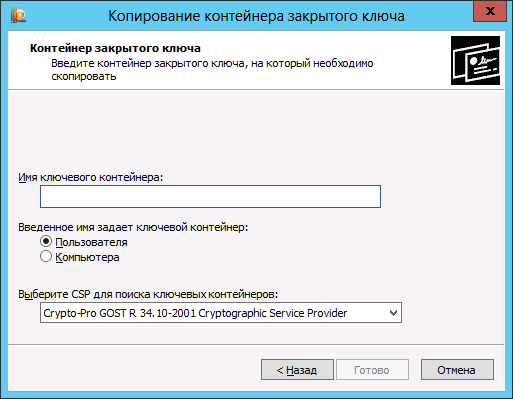 Копирование контейнера закрытого ключа
x
Контейнер закрытого ключа
Введите контейнер закрытого ключа, на который необходимо
скопировать
Имя ключевого контейнера:
Введенное имя задает ключевой контейнер:
Пользователя
Компьютера
Выберите CSP для поиска ключевых контейнеров:
Crypto-Pro GOST R 34.10-2001 Cryptographic Service Provider
< Назад Готово Отмена